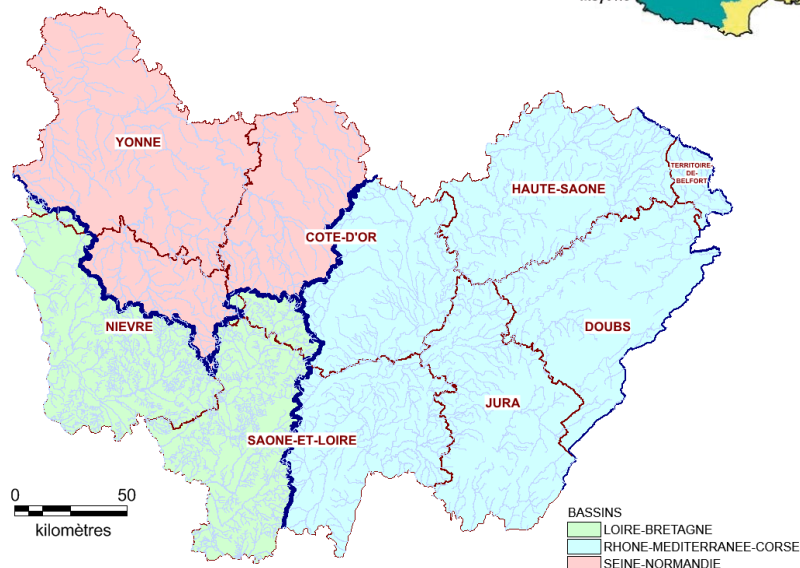 YONNE
HAUTE-SAONE
TERRITOIRE
DE-
BELFORT
COTE-D'OR
NIEVRE
DOUBS
JURA
SAONE-ET-LOIRE
0 50
kilomètres
BASSINS
LOIRE-BRETAGNE
RHONE-MEDITERRANEE-CORSE
SEINE-NORMANDIE